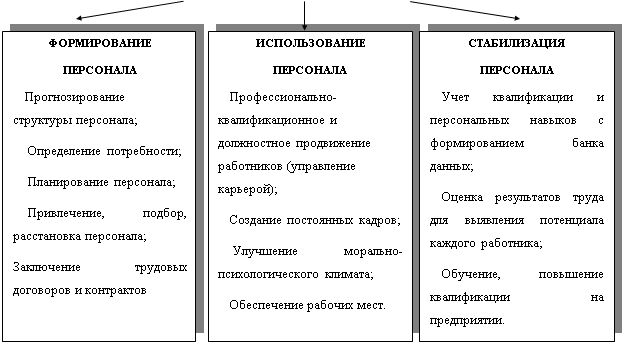 ФОРМИРОВАНИЕ
ПЕРСОНАЛА
Прогнозирование
структуры персонала;
Определение потребности;
Планирование персонала;
Привлечение, подбор,
расстановка персонала;
Заключение трудовых
договоров и контрактов
ИСПОЛЬЗОВАНИЕ
ПЕРСОНАЛА
Профессионально-
квалификационное и
должностное продвижение
работников (управление
карьерой);
Создание постоянных кадров;
Улучшение морально-
психологического климата;
Обеспечение рабочих мест.
СТАБИЛИЗАЦИЯ
ПЕРСОНАЛА
Учет квалификации и
персональных навыков с
формированием банка
данных;
Оценка результатов труда
для выявления потенциала
каждого работника;
Обучение, повышение
квалификации на
предприятии.